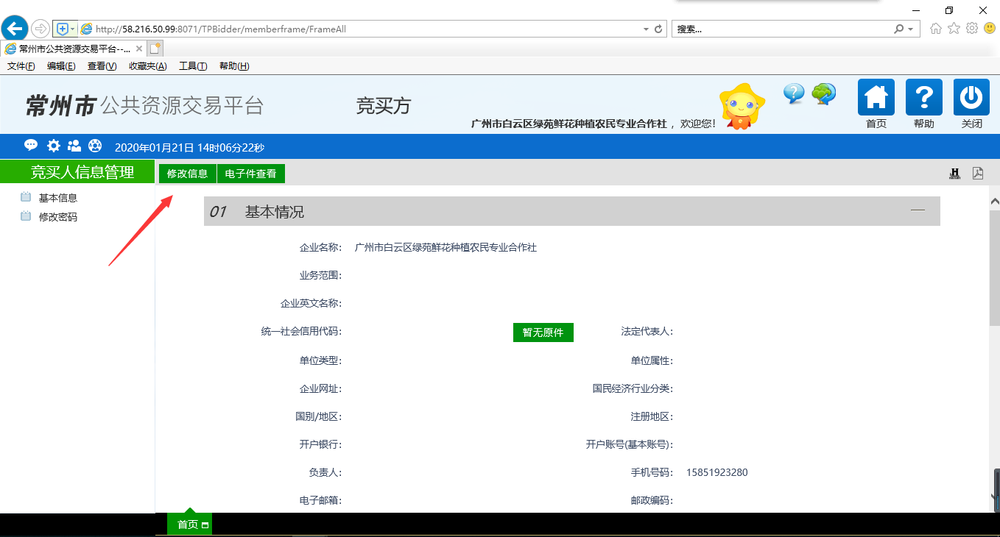 http://58.216.50.99:8071/TPBidder/memberframe/FrameAll
搜索...
常州市公共资源交易平台--...
文件(F) 编辑(E) 查看(V) 收藏夹(A) 工具(T) 帮助(H)
常州市公共资源交易平台
竞买方
广州市白云区绿苑鲜花种植农民专业合作社 ，欢迎您!
首页 帮助 关闭
2020年01月21日 14时06分22秒
竞买人信息管理
修改信息 电子件查看
HISTORY
基本信息
修改密码
01 基本情况
企业名称： 广州市白云区绿苑鲜花种植农民专业合作社
业务范围：
企业英文名称：
统一社会信用代码： 暂无原件 法定代表人：
单位类型： 单位属性：
企业网址： 国民经济行业分类：
国别/地区： 注册地区：
开户银行： 开户账号(基本账号)：
负责人： 手机号码： 15851923280
电子邮箱： 邮政编码：
首页